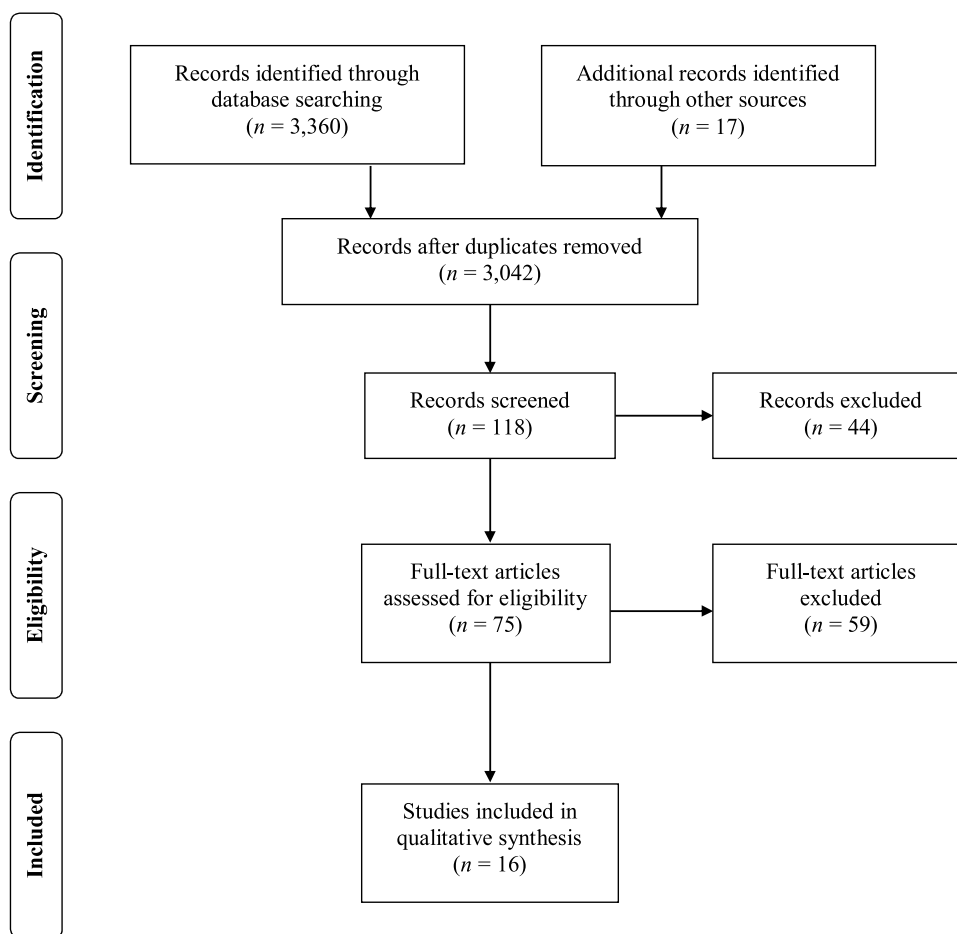 Identification
Records identified through
database searching
(n = 3,360)
Additional records identified
through other sources
(n = 17)
Records after duplicates removed
(n = 3,042)
Screening
Records screened
(n = 118)
Records excluded
(n = 44)
Eligibility
Full-text articles
assessed for eligibility
(n = 75)
Full-text articles
excluded
(n = 59)
Included
Studies included in
qualitative synthesis
(n = 16)